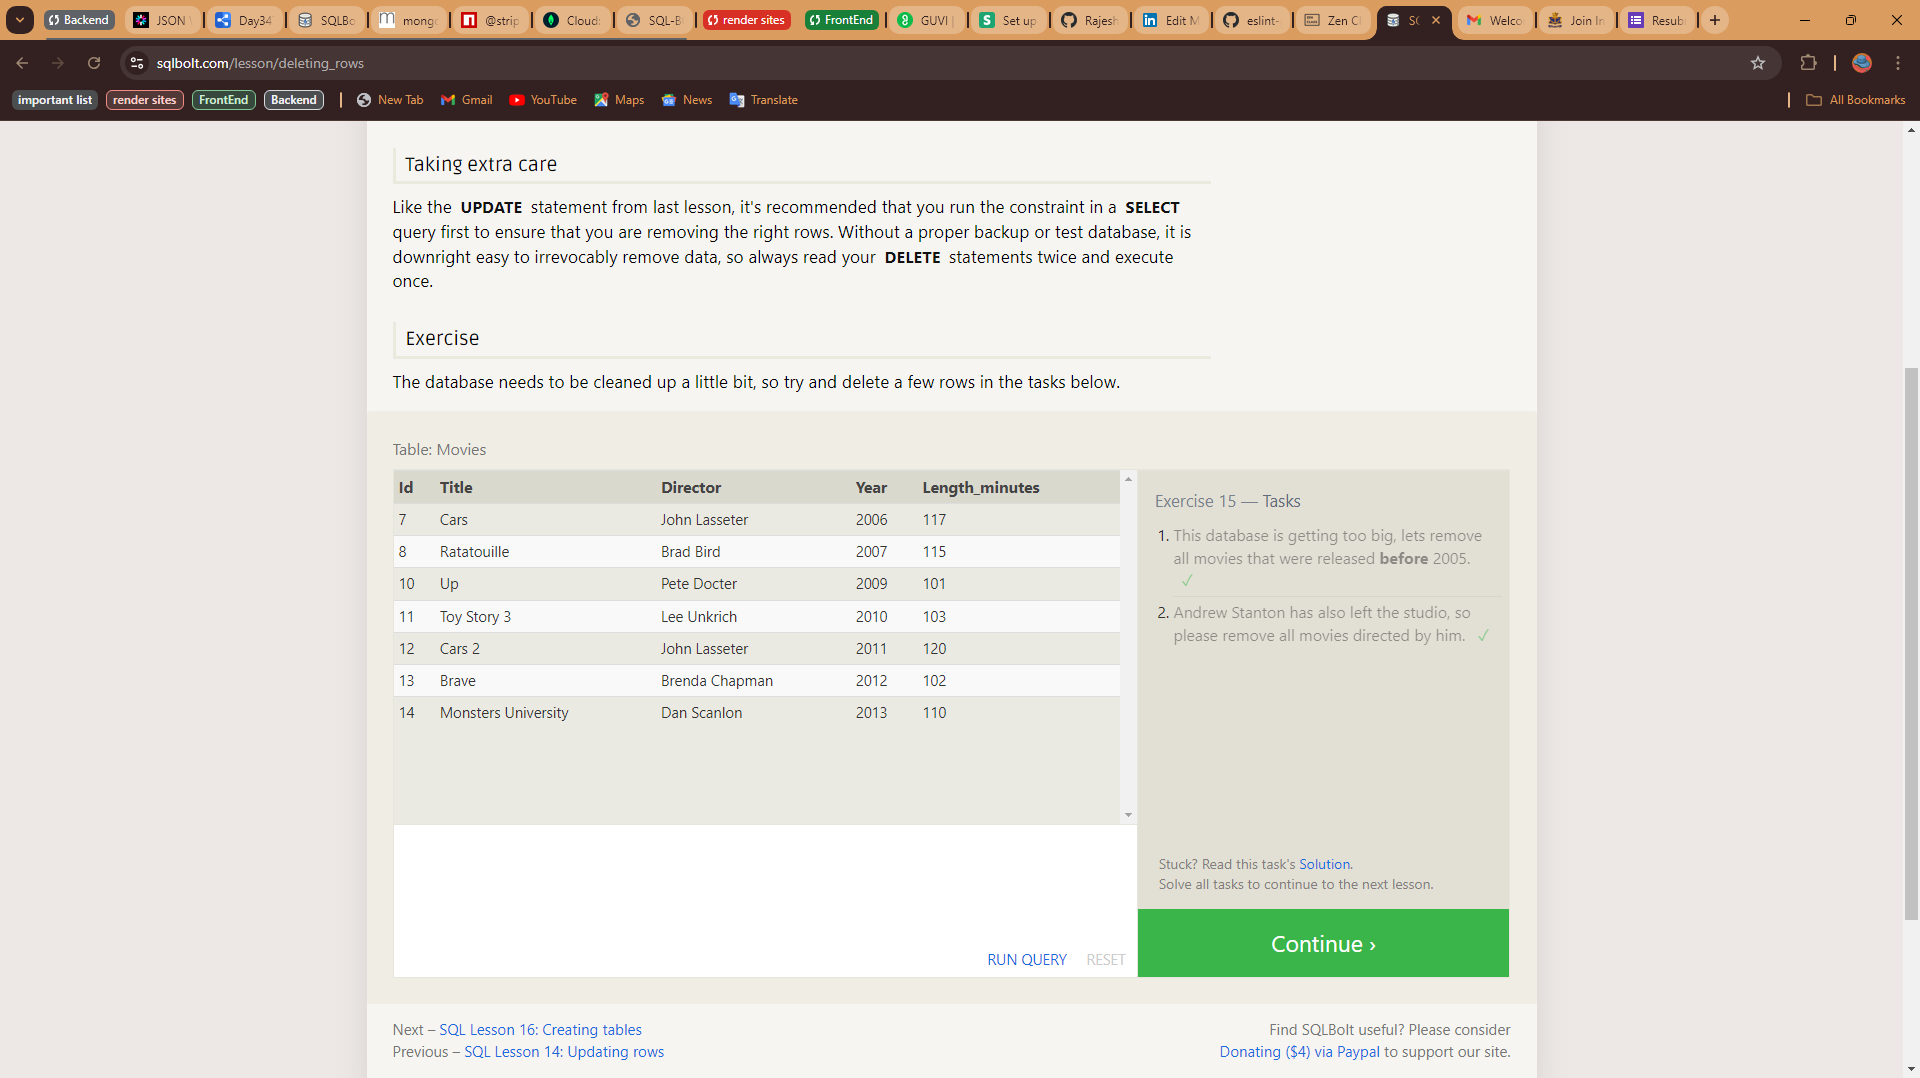 Backend
JSON
Day34
SQLBo
mongo
@strip
Clouds
SQL-B
render sites
FrontEnd
GUVI |
Set up
Rajesh
Edit M
eslint-
Zen Cl
Welco
Join In
Resub
sqlbolt.com/lesson/deleting_rows
important list
render sites
FrontEnd
Backend
New Tab
Gmail
YouTube
Maps
News
Translate
All Bookmarks
Taking extra care
Like the UPDATE statement from last lesson, it's recommended that you run the constraint in a SELECT
query first to ensure that you are removing the right rows. Without a proper backup or test database, it is
downright easy to irrevocably remove data, so always read your DELETE statements twice and execute
once.
Exercise
The database needs to be cleaned up a little bit, so try and delete a few rows in the tasks below.
Table: Movies
Id Title Director Year Length_minutes
7 Cars John Lasseter 2006 117
8 Ratatouille Brad Bird 2007 115
10 Up Pete Docter 2009 101
11 Toy Story 3 Lee Unkrich 2010 103
12 Cars 2 John Lasseter 2011 120
13 Brave Brenda Chapman 2012 102
14 Monsters University Dan Scanlon 2013 110
RUN QUERY RESET
Exercise 15 — Tasks
1. This database is getting too big, lets remove
all movies that were released before 2005.
✓
2. Andrew Stanton has also left the studio, so
please remove all movies directed by him. ✓
Stuck? Read this task's Solution.
Solve all tasks to continue to the next lesson.
Continue ›
Next – SQL Lesson 16: Creating tables
Previous – SQL Lesson 14: Updating rows
Find SQLBolt useful? Please consider
Donating ($4) via Paypal to support our site.